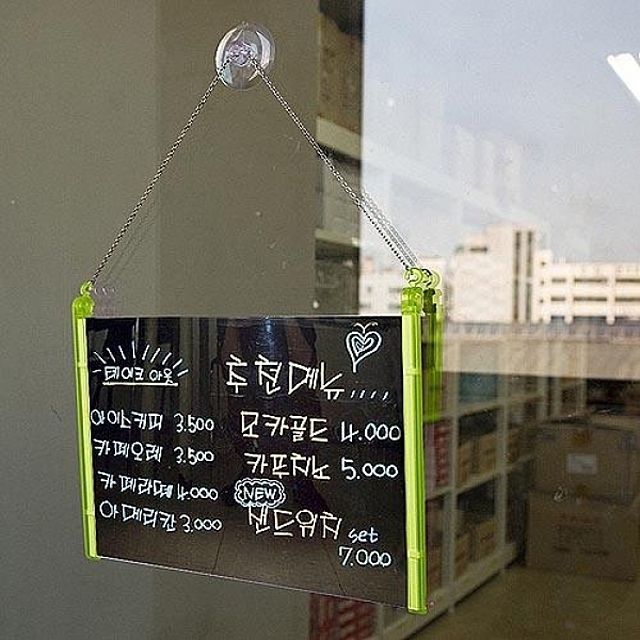 테이크 아웃
아이스커피 3.500
카페오레 3.500
카페라떼 4.000
아메리칸 3.000
추천메뉴,,,,
모카골드 4.000
카푸치노 5.000
NEW
샌드위치 set
7.000